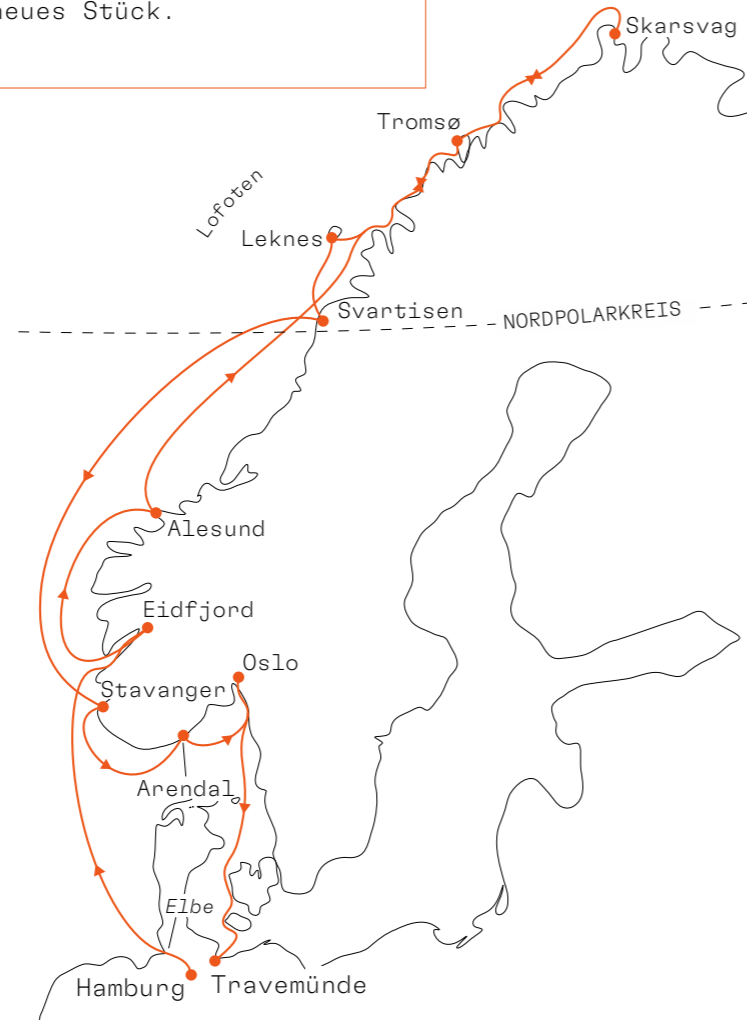 neues Stück.
Skarsvag
Tromsø
Lofoten
Leknes
Svartisen
NORDPOLARKREIS
Alesund
Eidfjord
Oslo
Stavanger
Arendal
Elbe
Hamburg
Travemünde